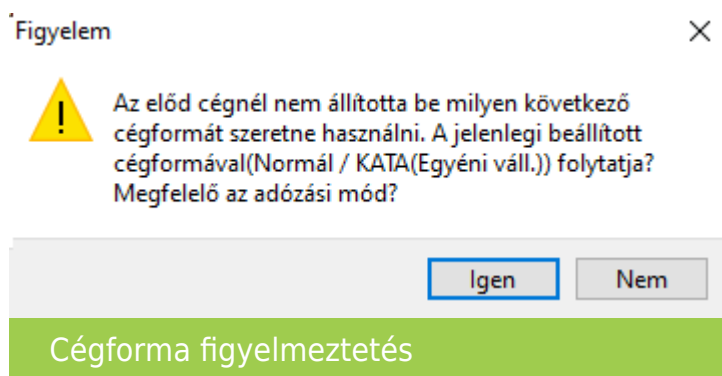 Figyelem
Az előd cégnél nem állította be milyen következő
cégformát szeretne használni. A jelenlegi beállított
cégformával(Normál / KATA(Egyéni váll.)) folytatja?
Megfelelő az adózási mód?
Igen
Nem
Cégforma figyelmeztetés